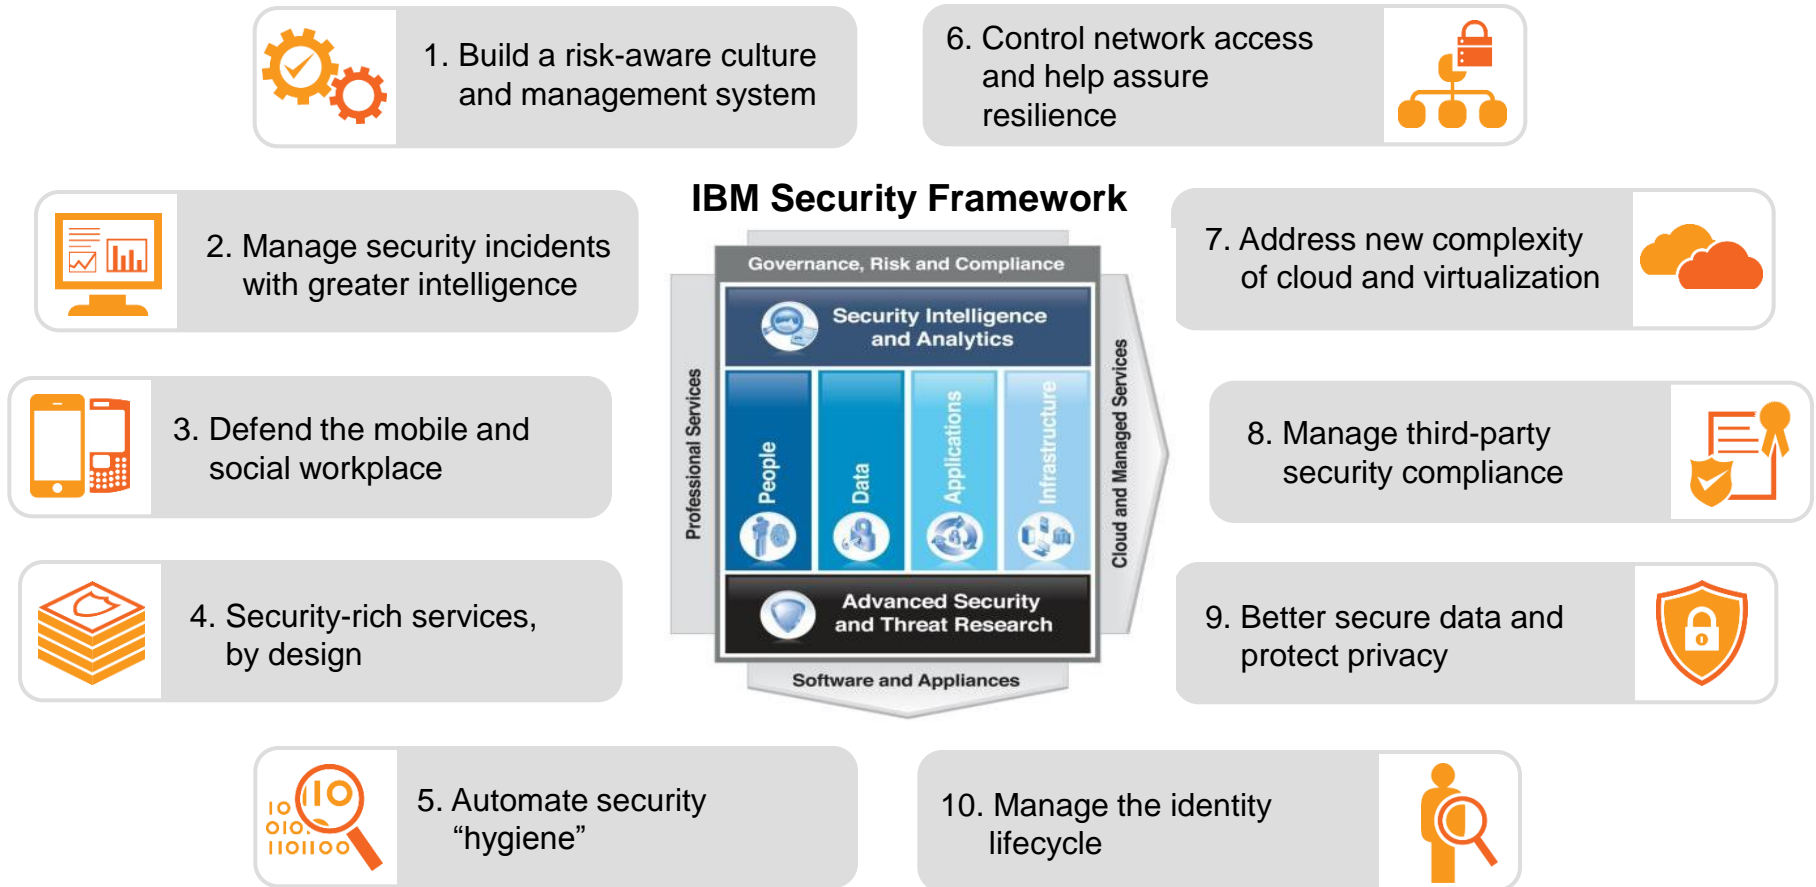 1. Build a risk-aware culture
and management system
6. Control network access
and help assure
resilience
IBM Security Framework
2. Manage security incidents
with greater intelligence
7. Address new complexity
of cloud and virtualization
3. Defend the mobile and
social workplace
8. Manage third-party
security compliance
4. Security-rich services,
by design
9. Better secure data and
protect privacy
5. Automate security
“hygiene”
10. Manage the identity
lifecycle
Governance, Risk and Compliance
Security Intelligence
and Analytics
Professional Services
People
Data
Applications
Infrastructure
Cloud and Managed Services
Advanced Security
and Threat Research
Software and Appliances
10
110
010
1101100